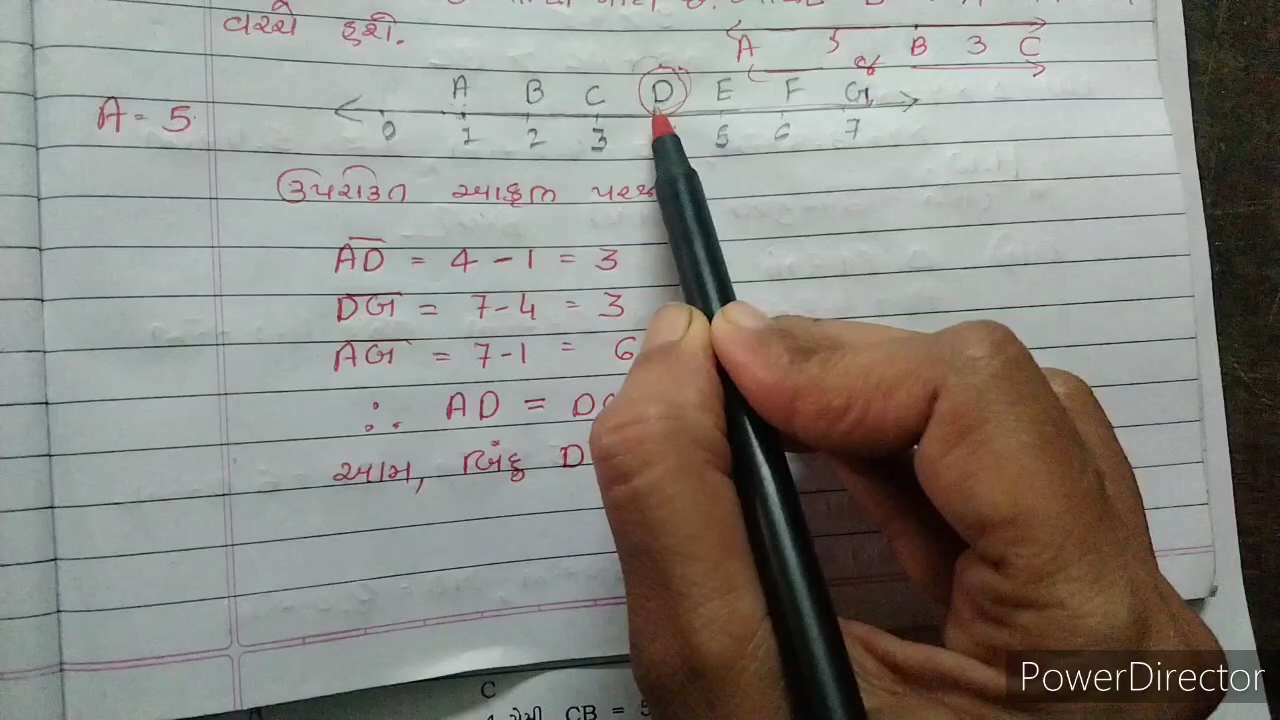 વચ્ચે હશે.
A 5 B 3 C
8
A B C D E F G
A = 5.
0 1 2 3 5 6 7
ઉપરોક્ત આકૃતિ પરથ
AD = 4 - 1 = 3
DG = 7 - 4 = 3
AG = 7 - 1 = 6
∴ AD = DG
આમ, બિંદુ D
C
CB = 5
PowerDirector